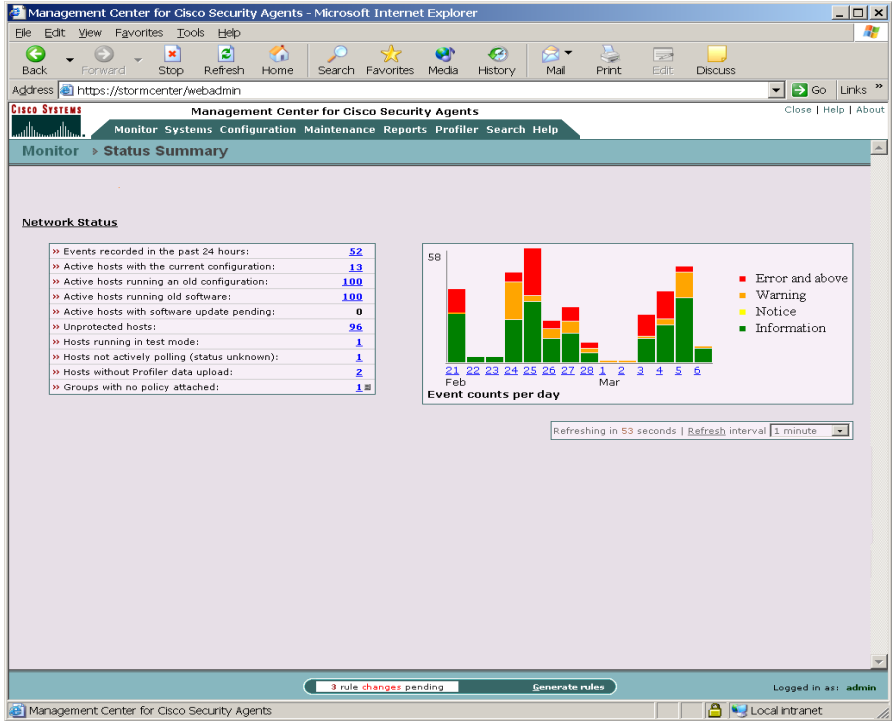 Management Center for Cisco Security Agents - Microsoft Internet Explorer
File Edit View Favorites Tools Help
Back Forward Stop Refresh Home Search Favorites Media History Mail Print Edit Discuss
Address https://stormcenter/webadmin Go Links »
CISCO SYSTEMS
Management Center for Cisco Security Agents
Close | Help | About
Monitor Systems Configuration Maintenance Reports Profiler Search Help
Monitor > Status Summary
Network Status
» Events recorded in the past 24 hours: 52
» Active hosts with the current configuration: 13
» Active hosts running an old configuration: 100
» Active hosts running old software: 100
» Active hosts with software update pending: 0
» Unprotected hosts: 96
» Hosts running in test mode: 1
» Hosts not actively polling (status unknown): 1
» Hosts without Profiler data upload: 2
» Groups with no policy attached: 1
58
Error and above
Warning
Notice
Information
21 22 23 24 25 26 27 28 1 2 3 4 5 6
Feb Mar
Event counts per day
Refreshing in 53 seconds | Refresh interval 1 minute
3 rule changes pending Generate rules
Logged in as: admin
Management Center for Cisco Security Agents Local intranet